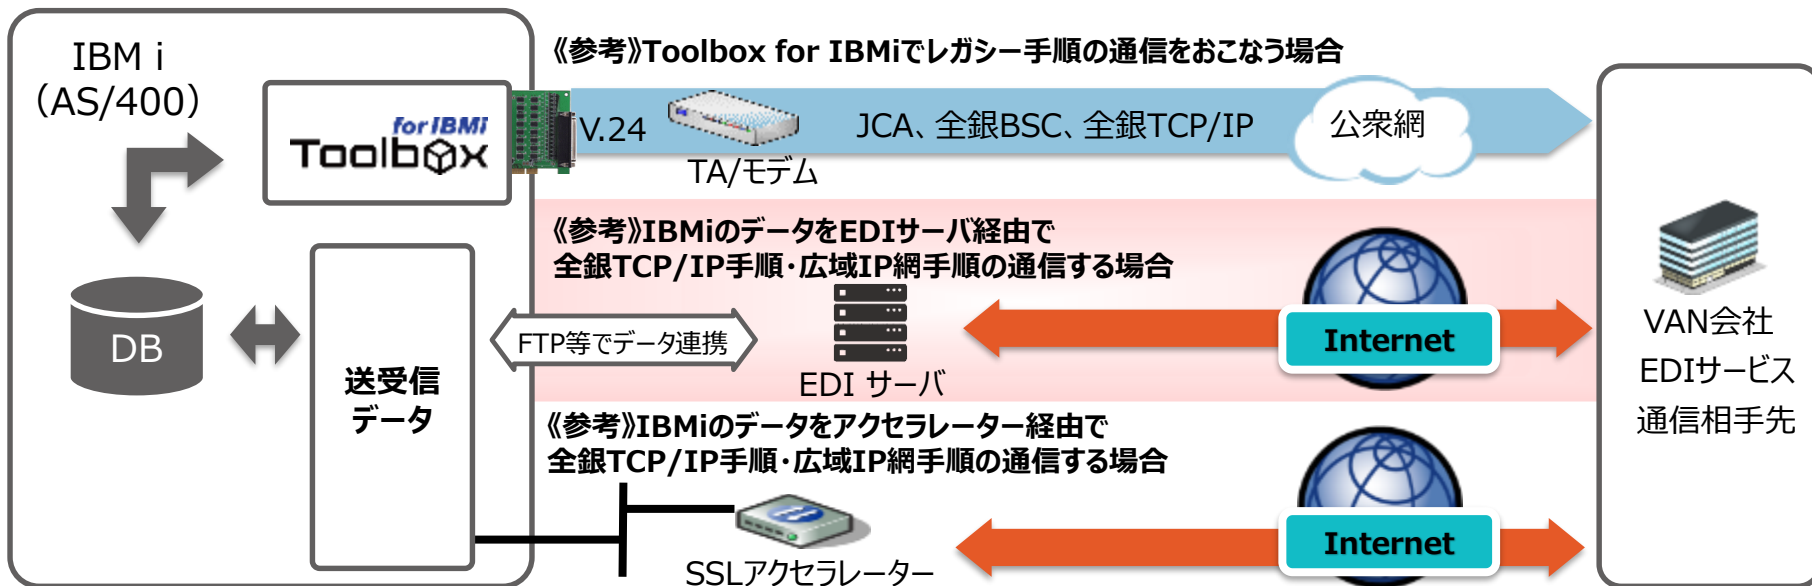 IBM i
（AS/400）
for IBMi
Toolbox
DB
送受信
データ
《参考》Toolbox for IBMiでレガシー手順の通信をおこなう場合
V.24
TA/モデム
JCA、全銀BSC、全銀TCP/IP
公衆網
《参考》IBMiのデータをEDIサーバ経由で
全銀TCP/IP手順・広域IP網手順の通信する場合
FTP等でデータ連携
EDI サーバ
Internet
《参考》IBMiのデータをアクセラレーター経由で
全銀TCP/IP手順・広域IP網手順の通信する場合
SSLアクセラレーター
Internet
VAN会社
EDIサービス
通信相手先